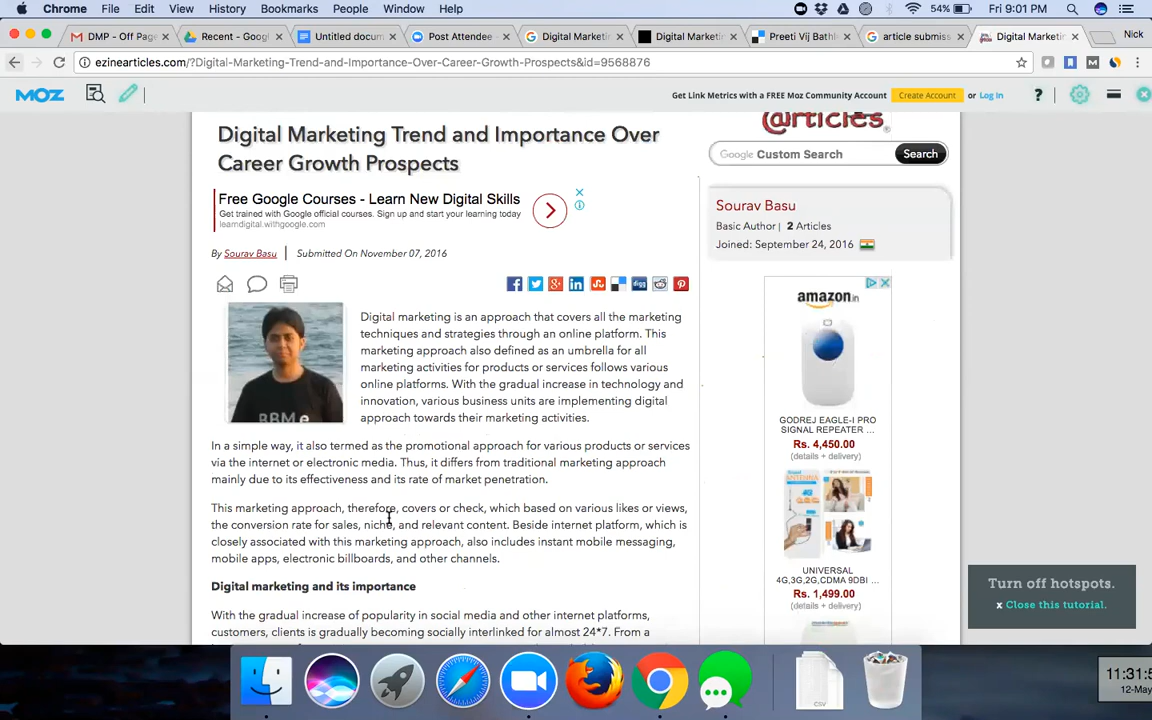 Chrome File Edit View History Bookmarks People Window Help 54% Fri 9:01 PM
DMP - Off Page Recent - Googl Untitled docum Post Attendee - Digital Marketin Digital Marketin Preeti Vij Bathl article submiss Digital Marketin Nick
ezinearticles.com/?Digital-Marketing-Trend-and-Importance-Over-Career-Growth-Prospects&id=9568876
MOZ Get Link Metrics with a FREE Moz Community Account Create Account or Log In ?
@rticles
Digital Marketing Trend and Importance Over
Career Growth Prospects
Google Custom Search Search
Free Google Courses - Learn New Digital Skills
Get trained with Google official courses. Sign up and start your learning today
learndigital.withgoogle.com
Sourav Basu
Basic Author | 2 Articles
Joined: September 24, 2016
By Sourav Basu | Submitted On November 07, 2016
digg
Digital marketing is an approach that covers all the marketing
techniques and strategies through an online platform. This
marketing approach also defined as an umbrella for all
marketing activities for products or services follows various
online platforms. With the gradual increase in technology and
innovation, various business units are implementing digital
approach towards their marketing activities.
BBM
In a simple way, it also termed as the promotional approach for various products or services
via the internet or electronic media. Thus, it differs from traditional marketing approach
mainly due to its effectiveness and its rate of market penetration.
This marketing approach, therefore, covers or check, which based on various likes or views,
the conversion rate for sales, niche, and relevant content. Beside internet platform, which is
closely associated with this marketing approach, also includes instant mobile messaging,
mobile apps, electronic billboards, and other channels.
Digital marketing and its importance
With the gradual increase of popularity in social media and other internet platforms,
customers, clients is gradually becoming socially interlinked for almost 24*7. From a
amazon.in
GODREJ EAGLE-I PRO
SIGNAL REPEATER ...
Rs. 4,450.00
(details + delivery)
UNIVERSAL
4G,3G,2G,CDMA 9DBI ...
Rs. 1,499.00
(details + delivery)
Turn off hotspots.
x Close this tutorial.
CSV
11:31:5
12-May